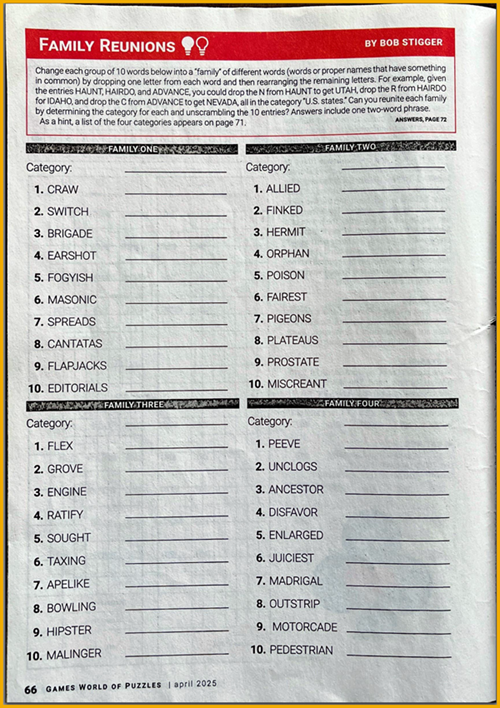 FAMILY REUNIONS
BY BOB STIGGER
Change each group of 10 words below into a "family" of different words (words or proper names that have something
in common) by dropping one letter from each word and then rearranging the remaining letters. For example, given
the entries HAUNT, HAIRDO, and ADVANCE, you could drop the N from HAUNT to get UTAH, drop the R from HAIRDO
for IDAHO, and drop the C from ADVANCE to get NEVADA, all in the category "U.S. states." Can you reunite each family
by determining the category for each and unscrambling the 10 entries? Answers include one two-word phrase.
As a hint, a list of the four categories appears on page 71.
ANSWERS, PAGE 72
FAMILY ONE
Category:
1. CRAW
2. SWITCH
3. BRIGADE
4. EARSHOT
5. FOGYISH
6. MASONIC
7. SPREADS
8. CANTATAS
9. FLAPJACKS
10. EDITORIALS
FAMILY TWO
Category:
1. ALLIED
2. FINKED
3. HERMIT
4. ORPHAN
5. POISON
6. FAIREST
7. PIGEONS
8. PLATEAUS
9. PROSTATE
10. MISCREANT
FAMILY THREE
Category:
1. FLEX
2. GROVE
3. ENGINE
4. RATIFY
5. SOUGHT
6. TAXING
7. APELIKE
8. BOWLING
9. HIPSTER
10. MALINGER
FAMILY FOUR
Category:
1. PEEVE
2. UNCLOGS
3. ANCESTOR
4. DISFAVOR
5. ENLARGED
6. JUICIEST
7. MADRIGAL
8. OUTSTRIP
9. MOTORCADE
10. PEDESTRIAN
66 GAMES WORLD OF PUZZLES | april 2025